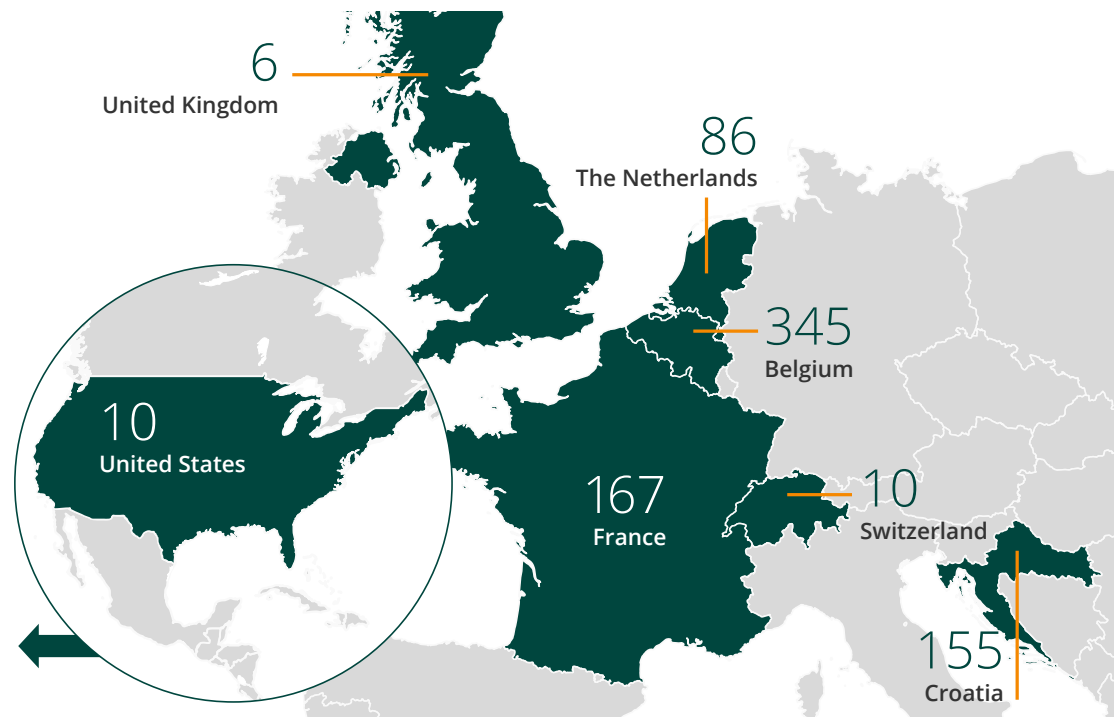 6
United Kingdom
86
The Netherlands
345
Belgium
10
United States
167
France
10
Switzerland
155
Croatia